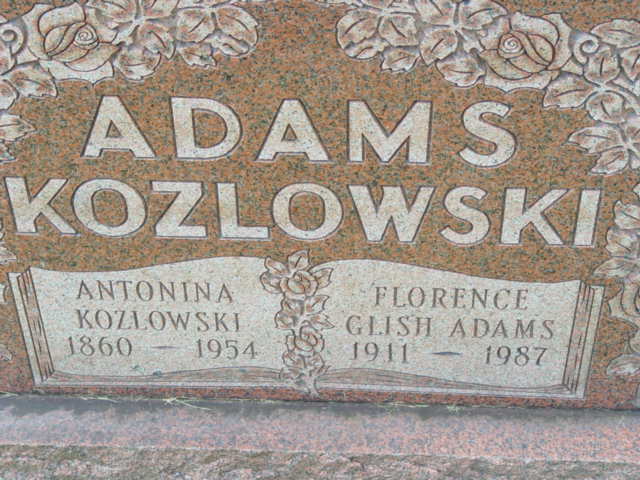 ADAMS
KOZLOWSKI
ANTONINA
KOZLOWSKI
1860 — 1954
FLORENCE
GLISH ADAMS
1911 — 1987